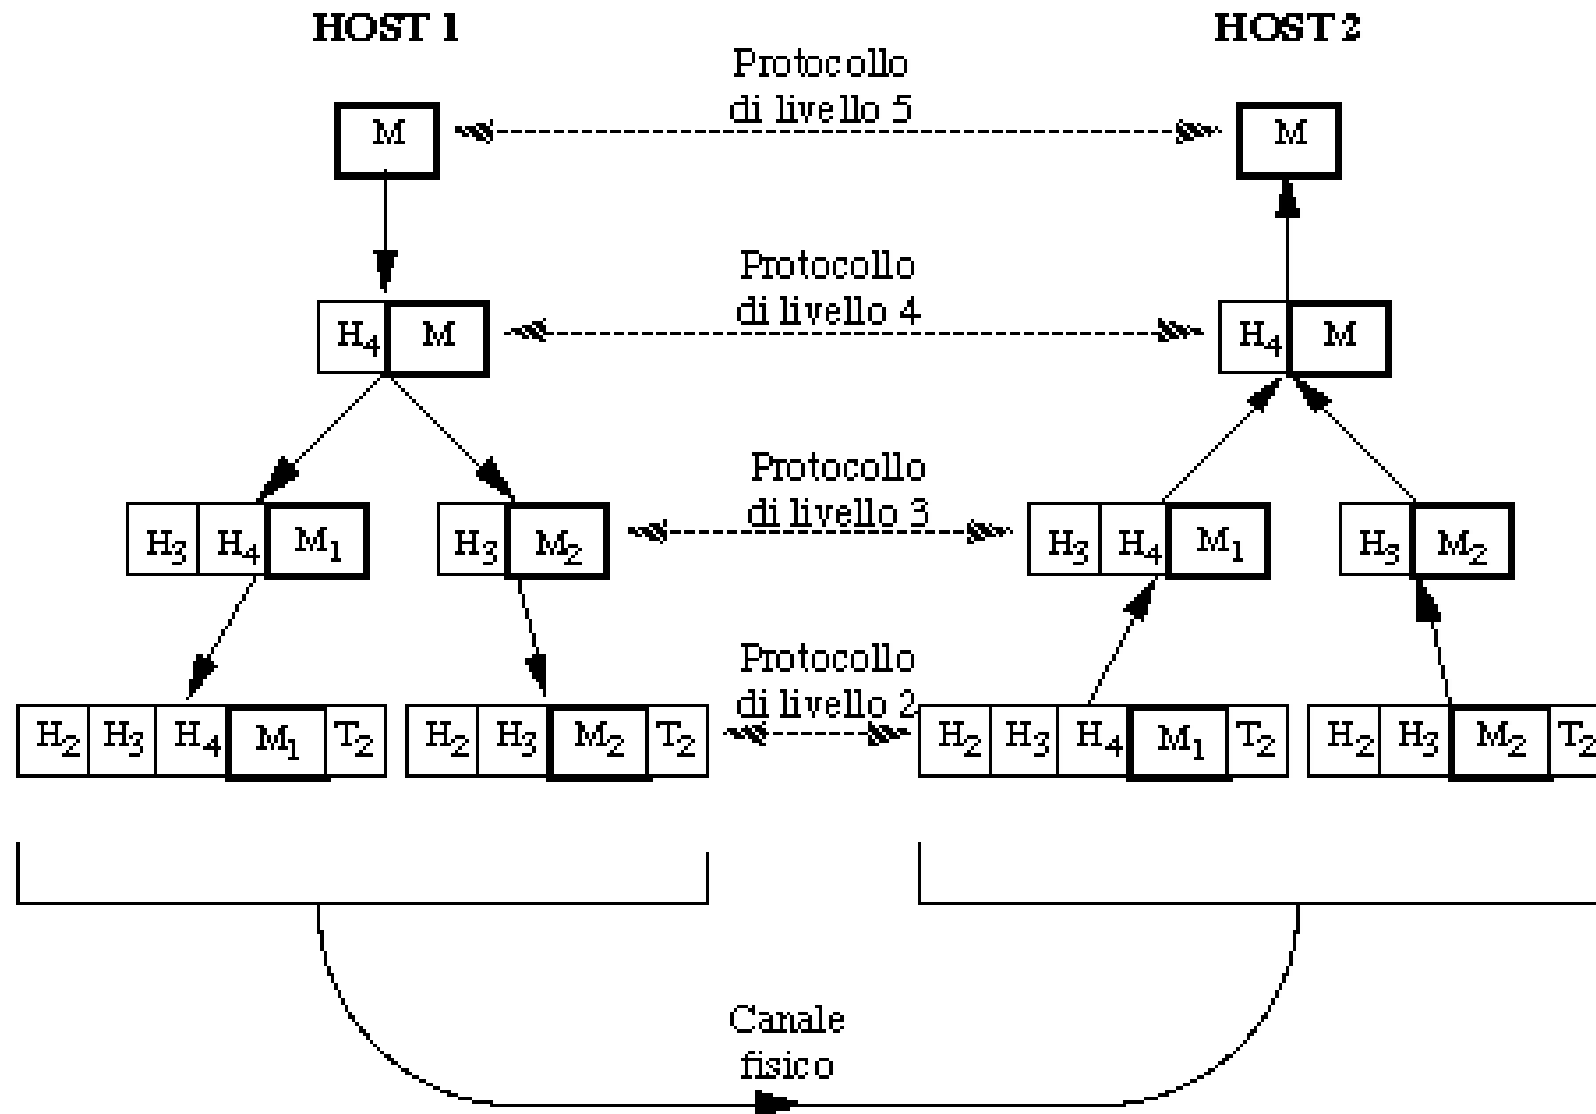 HOST 1
HOST 2
Protocollo
di livello 5
M
M
Protocollo
di livello 4
H4 M
H4 M
Protocollo
di livello 3
H3 H4 M1
H3 M2
H3 H4 M1
H3 M2
Protocollo
di livello 2
H2 H3 H4 M1 T2
H2 H3 M2 T2
H2 H3 H4 M1 T2
H2 H3 M2 T2
Canale
fisico